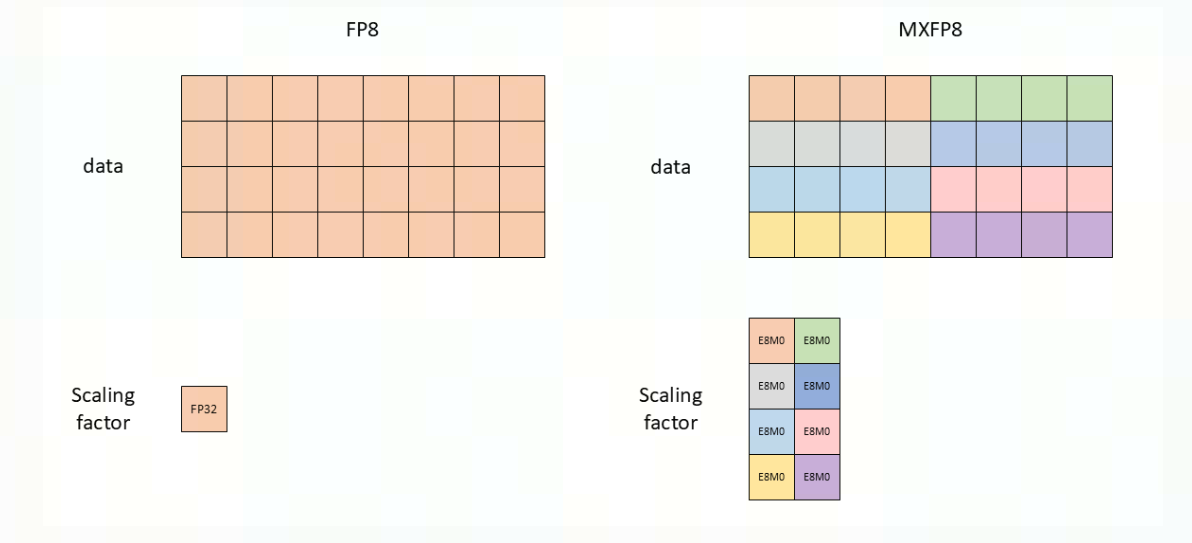 FP8
MXFP8
data
data
Scaling
factor
FP32
Scaling
factor
E8M0 E8M0
E8M0 E8M0
E8M0 E8M0
E8M0 E8M0